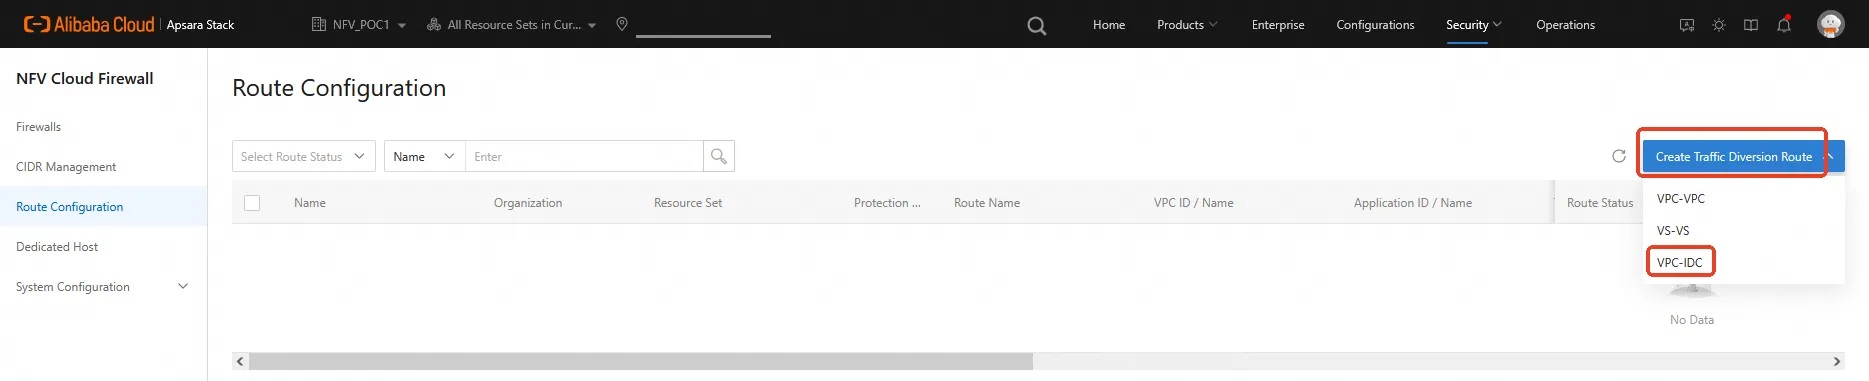 Alibaba Cloud | Apsara Stack NFV_POC1 All Resource Sets in Cur... Home Products Enterprise Configurations Security Operations
NFV Cloud Firewall
Firewalls
CIDR Management
Route Configuration
Dedicated Host
System Configuration
Route Configuration
Select Route Status Name Enter Create Traffic Diversion Route
VPC-VPC
VS-VS
VPC-IDC
Name Organization Resource Set Protection ... Route Name VPC ID / Name Application ID / Name Route Status
No Data